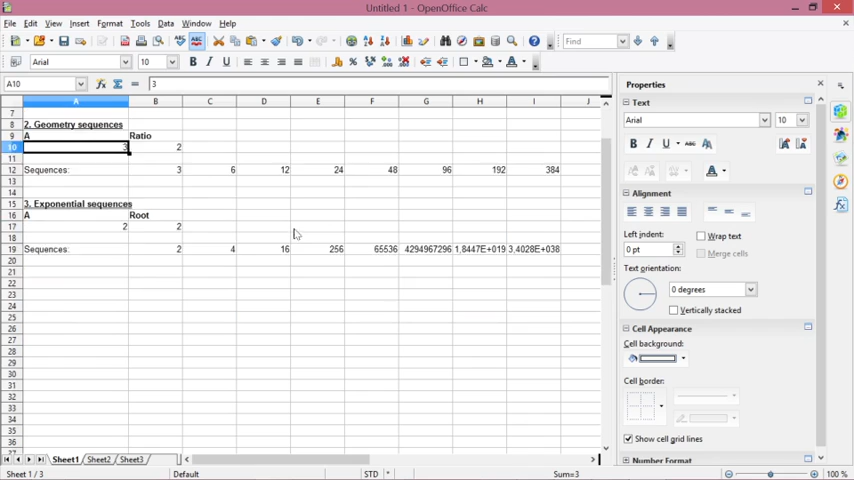 Untitled 1 - OpenOffice Calc
File Edit View Insert Format Tools Data Window Help
Find
Arial 10
A10 3
A B C D E F G H I J
7
8 2. Geometry sequences
9 A Ratio
10 3 2
11
12 Sequences: 3 6 12 24 48 96 192 384
13
14
15 3. Exponential sequences
16 A Root
17 2 2
18
19 Sequences: 2 4 16 256 65536 4294967296 1,8447E+019 3,4028E+038
20
21
22
23
24
25
26
27
28
29
30
31
32
33
34
35
36
37
Sheet1 Sheet2 Sheet3
Sheet 1 / 3 Default STD * Sum=3 100 %
Properties
Text
Arial 10
Alignment
Left indent:
Wrap text
0 pt
Merge cells
Text orientation:
0 degrees
Vertically stacked
Cell Appearance
Cell background:
Cell border:
Show cell grid lines
Number Format